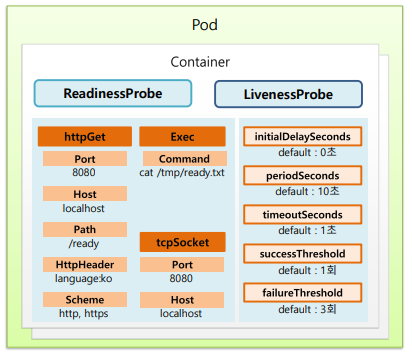 Pod
Container
ReadinessProbe
LivenessProbe
httpGet
Port
8080
Host
localhost
Path
/ready
HttpHeader
language:ko
Scheme
http, https
Exec
Command
cat /tmp/ready.txt
tcpSocket
Port
8080
Host
localhost
initialDelaySeconds
default : 0초
periodSeconds
default : 10초
timeoutSeconds
default : 1초
successThreshold
default : 1회
failureThreshold
default : 3회